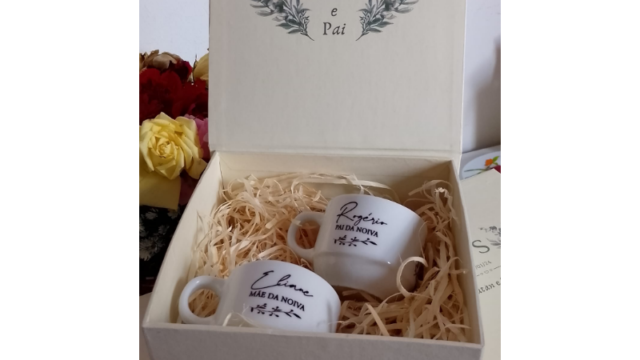 e
Pai
Rogério
PAI DA NOIVA
Eliane
MÃE DA NOIVA
S